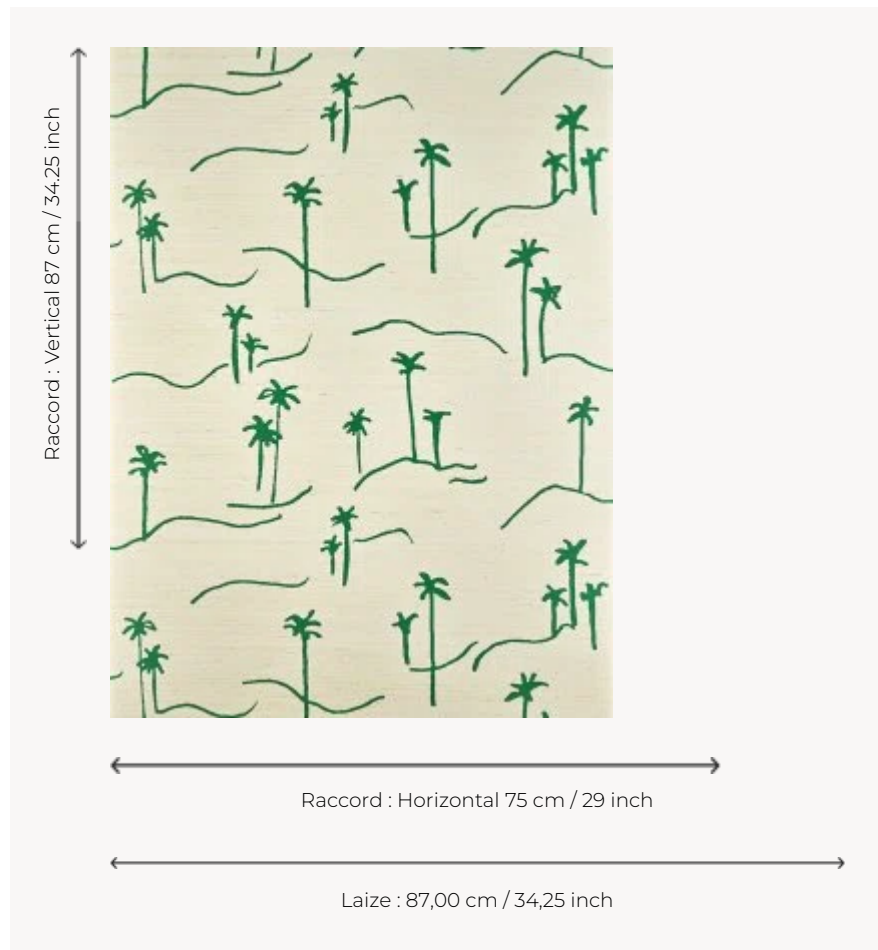 Raccord : Vertical 87 cm / 34.25 inch
Raccord : Horizontal 75 cm / 29 inch
Laize : 87,00 cm / 34,25 inch